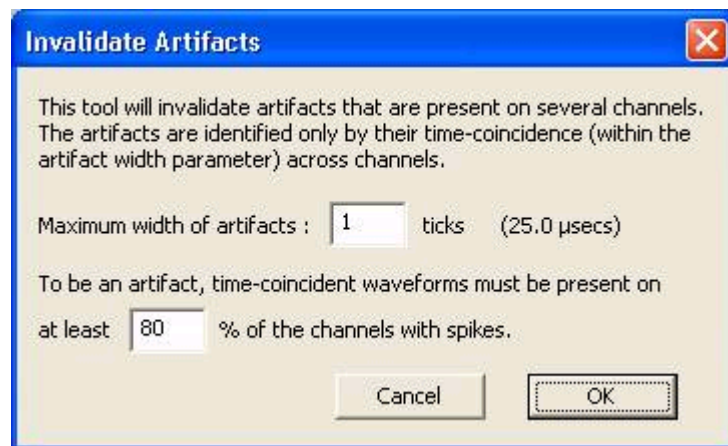 Invalidate Artifacts
This tool will invalidate artifacts that are present on several channels.
The artifacts are identified only by their time-coincidence (within the
artifact width parameter) across channels.
Maximum width of artifacts : 1 ticks (25.0 µsecs)
To be an artifact, time-coincident waveforms must be present on
at least 80 % of the channels with spikes.
Cancel OK